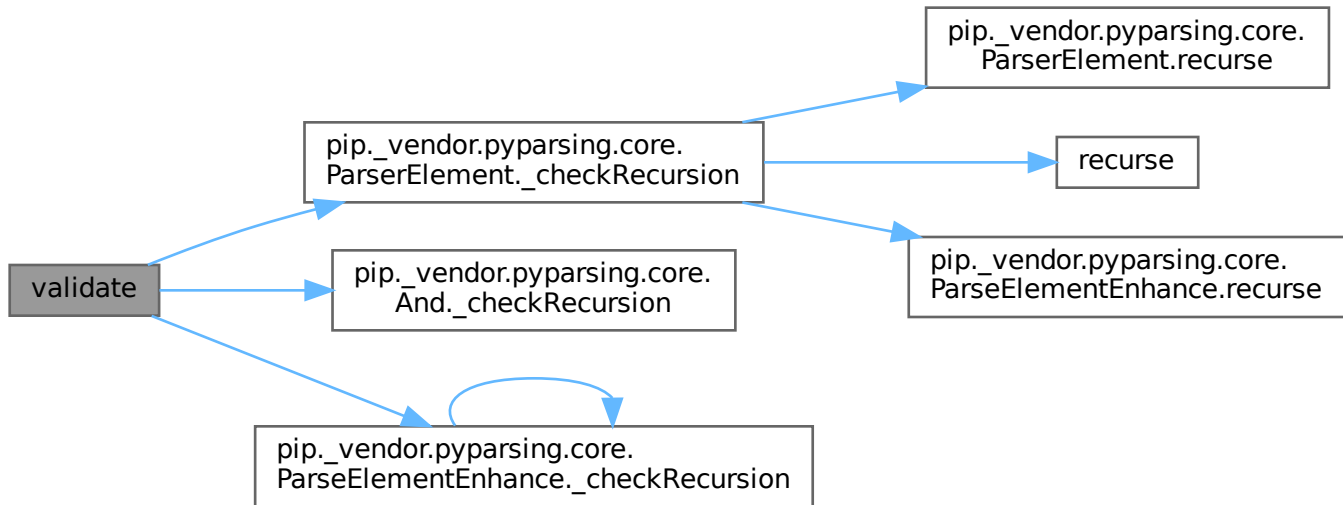 pip._vendor.pyparsing.core.
ParserElement.recurse
pip._vendor.pyparsing.core.
ParserElement._checkRecursion
recurse
validate
pip._vendor.pyparsing.core.
And._checkRecursion
pip._vendor.pyparsing.core.
ParseElementEnhance.recurse
pip._vendor.pyparsing.core.
ParseElementEnhance._checkRecursion